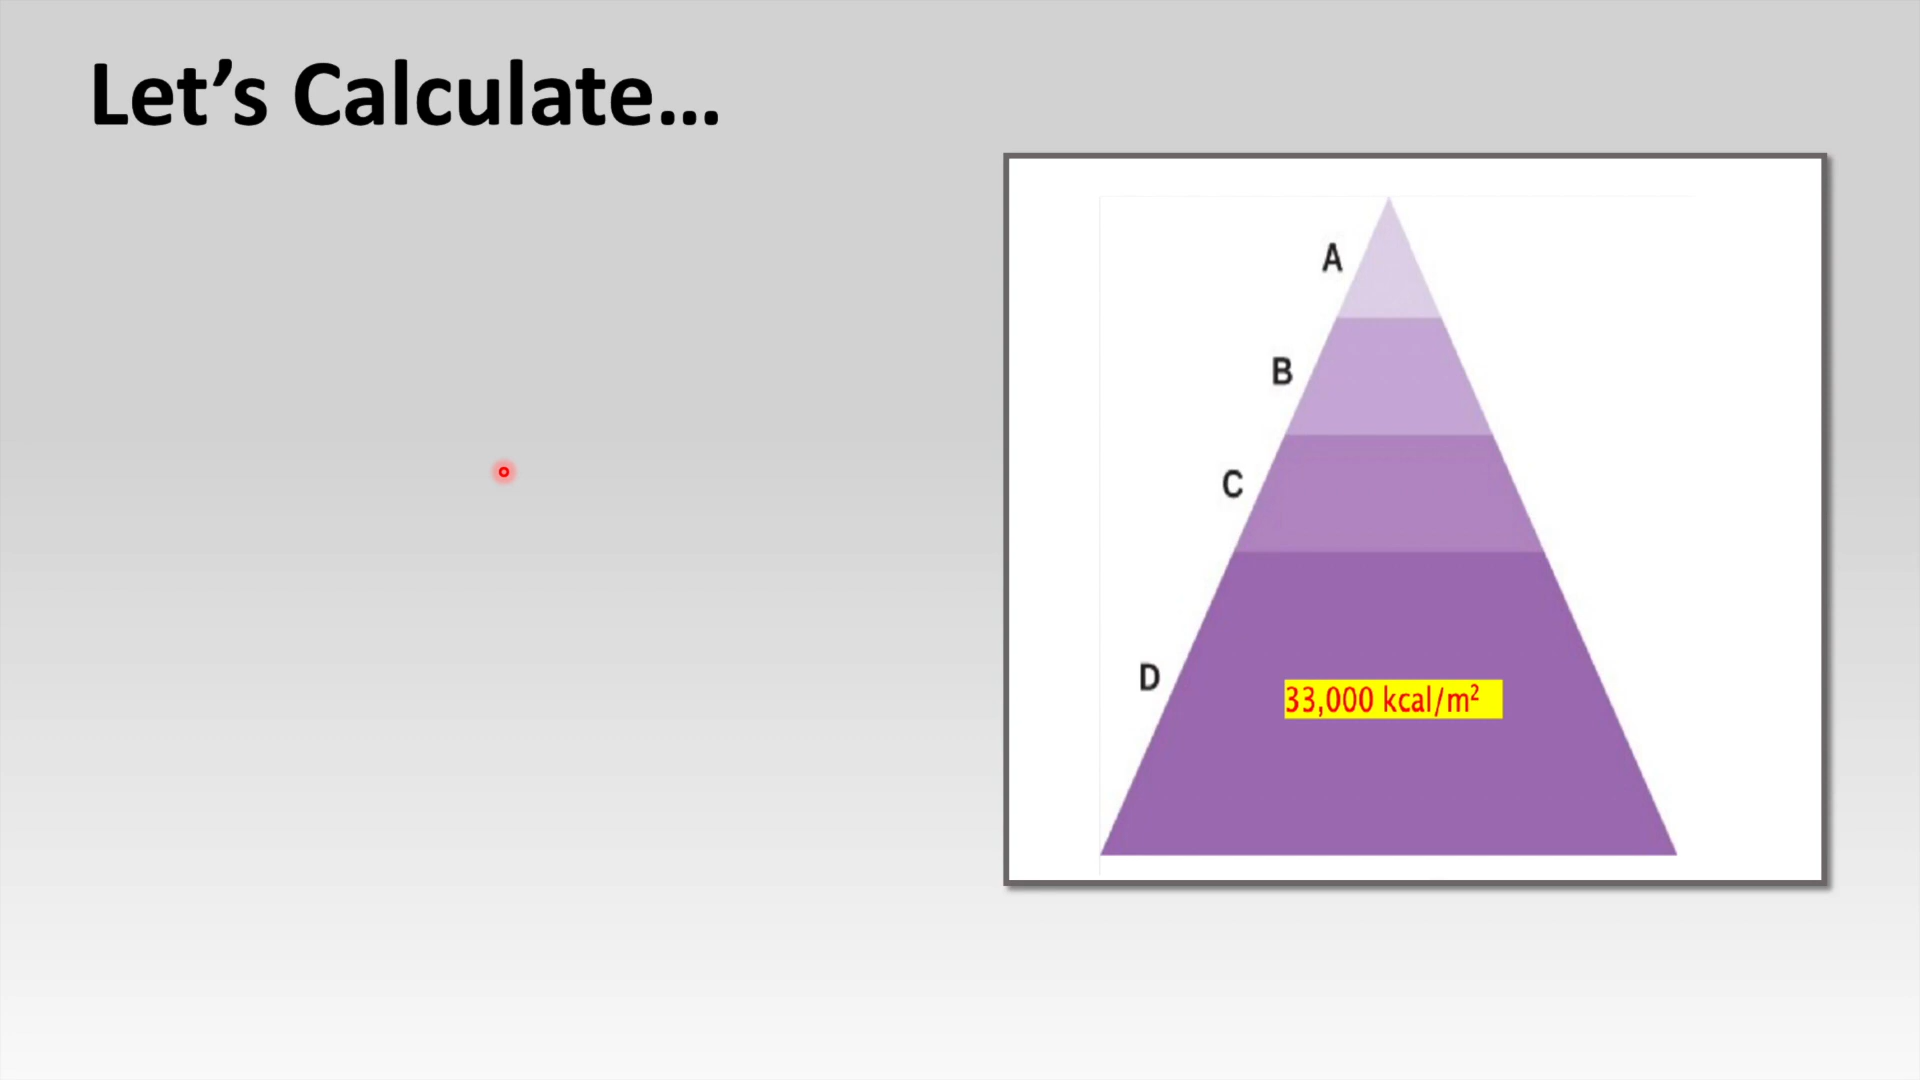 Let’s Calculate...
A
B
C
D
33,000 kcal/m²